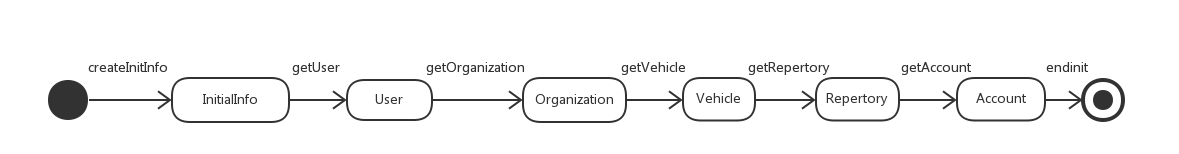 createInitInfo
getUser
getOrganization
getVehicle
getRepertory
getAccount
endinit
InitialInfo
User
Organization
Vehicle
Repertory
Account